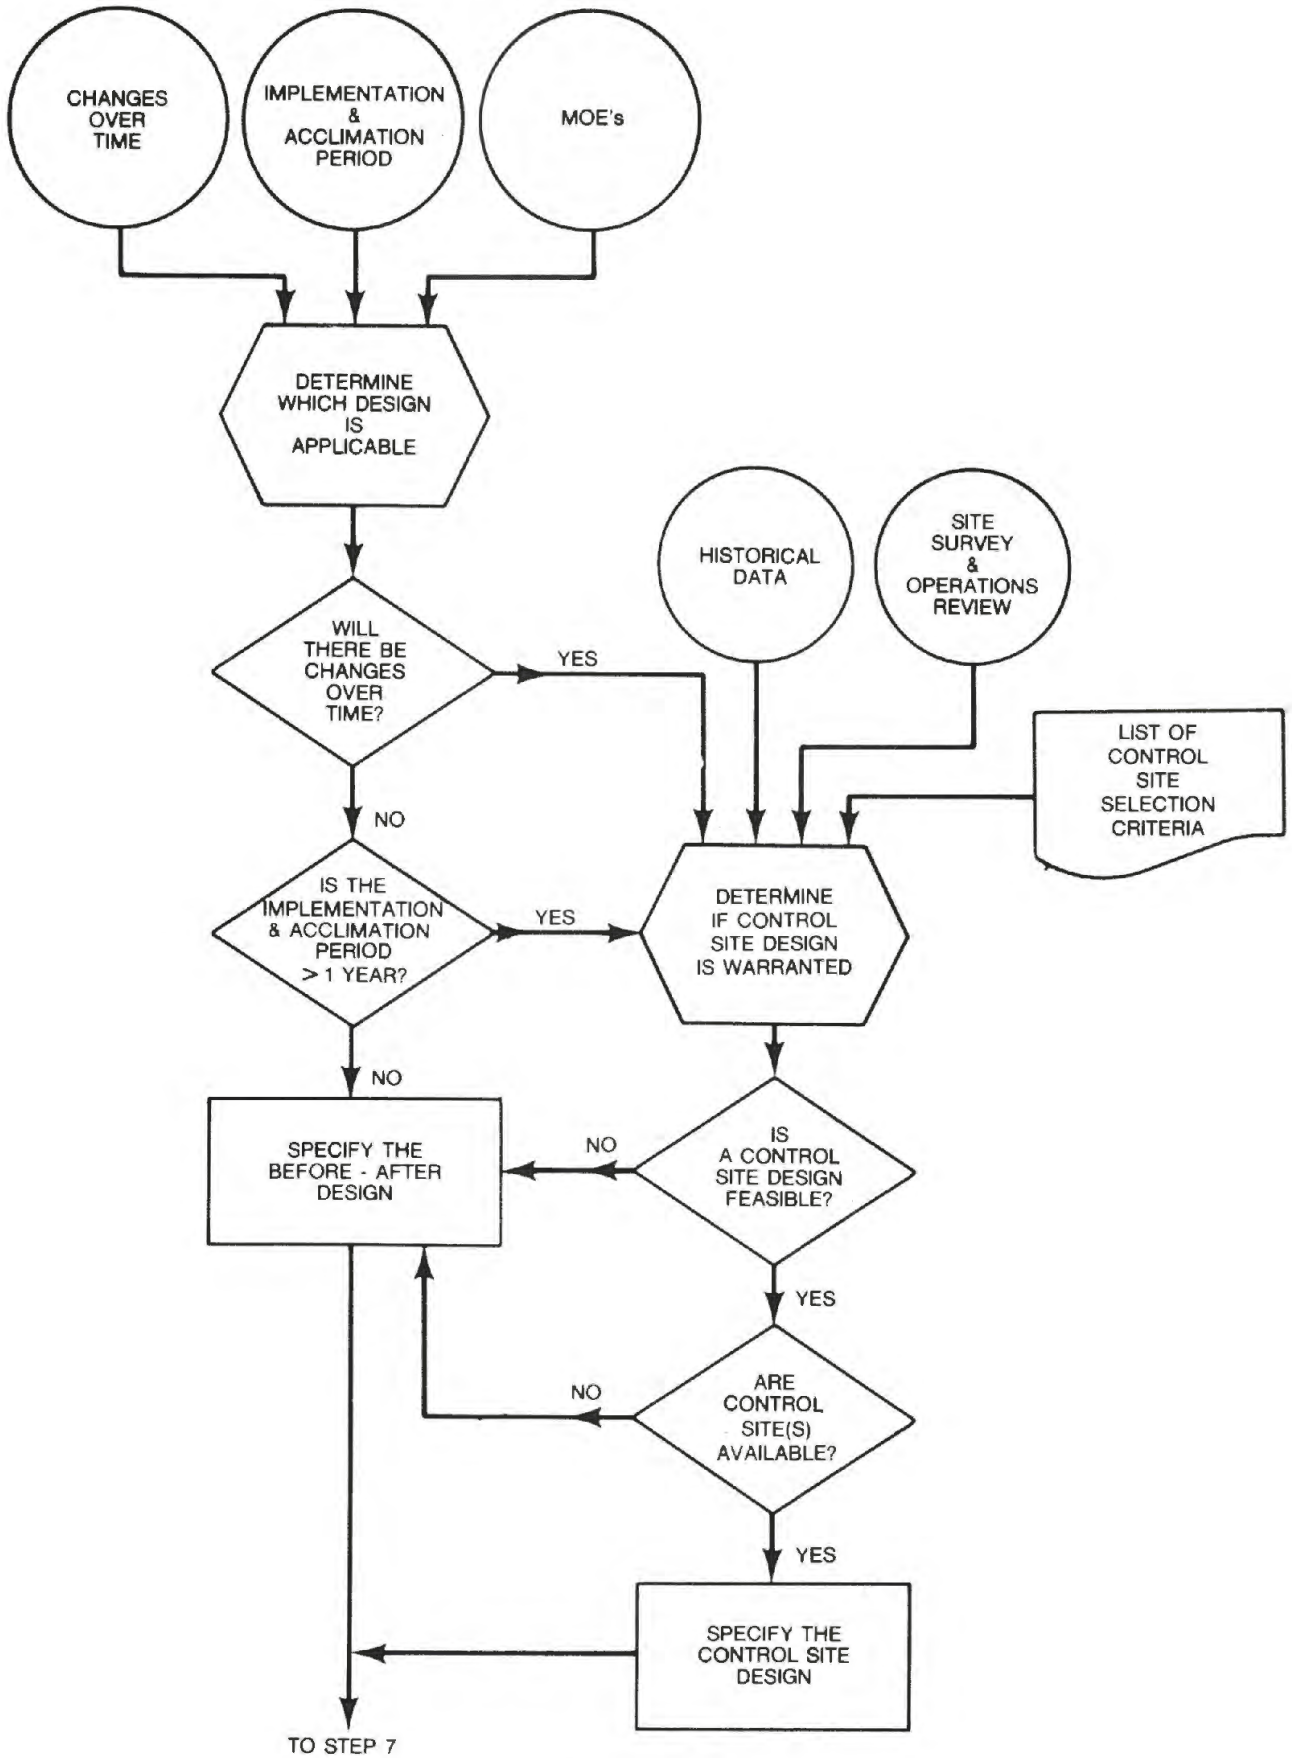 CHANGES
OVER
TIME
IMPLEMENTATION
&
ACCLIMATION
PERIOD
MOE's
DETERMINE
WHICH DESIGN
IS
APPLICABLE
HISTORICAL
DATA
SITE
SURVEY
&
OPERATIONS
REVIEW
WILL
THERE BE
CHANGES
OVER
TIME?
YES
NO
LIST OF
CONTROL
SITE
SELECTION
CRITERIA
IS THE
IMPLEMENTATION
& ACCLIMATION
PERIOD
> 1 YEAR?
YES
NO
DETERMINE
IF CONTROL
SITE DESIGN
IS WARRANTED
SPECIFY THE
BEFORE - AFTER
DESIGN
NO
IS
A CONTROL
SITE DESIGN
FEASIBLE?
YES
NO
ARE
CONTROL
SITE(S)
AVAILABLE?
YES
SPECIFY THE
CONTROL SITE
DESIGN
TO STEP 7